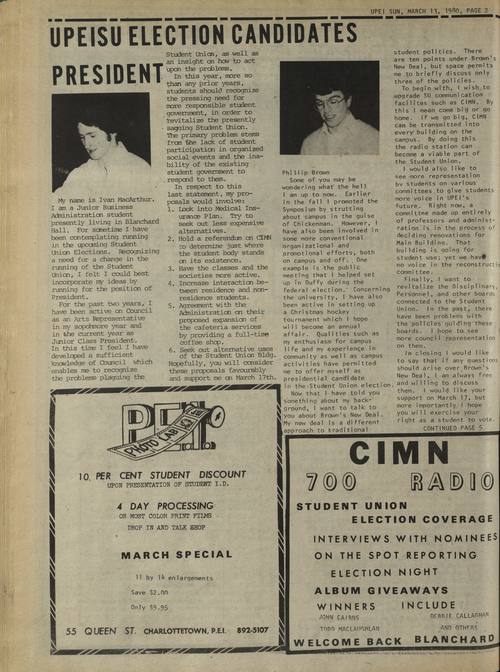 UPEI SUN, MARCH 13, 1980, PAGE 3
UPEISU ELECTION CANDIDATES
PRESIDENT
My name is Ivan MacArthur.
I am a Junior Business
Administration student
presently living in Blanchard
Hall. For sometime I have
been contemplating running
in the upcoming Student
Union Elections. Recognizing
a need for a change in the
running of the Student
Union, I felt I could best
incorporate my ideas by
running for the position of
President.
For the past two years, I
have been active on Council
as an Arts Representative
in my sophmore year and
in the current year as
Junior Class President.
In this time I feel I have
developed a sufficient
knowledge of Council which
enables me to recognize
the problems plaguing the
Student Union, as well as
an insight on how to act
upon the problems.
In this year, more so
than any prior years,
students should recognize
the pressing need for
more responsible student
government, in order to
revitalize the presently
sagging Student Union.
The primary problem stems
from the lack of student
participation in organized
social events and the ina-
bility of the existing
student government to
respond to them.
In respect to this
last statement, my pro-
posals would involve:
1. Look into Medical Ins-
urance Plan. Try to
seek out less expensive
alternatives.
2. Hold a referendum on CIMN
to determine just where
the student body stands
on its existence.
3. Have the classes and the
societies more active.
4. Increase interaction be-
tween residence and non-
residence students.
5. Agreement with the
Administration on their
proposed expansion of
the cafeteria services
by providing a full-time
coffee shop.
6. Seek out alternative uses
of the Student Union Bldg.
Hopefully, you will consider
these proposals favourably
and support me on March 17th.
Philip Brown
Some of you may be
wondering what the hell
I am up to now. Earlier
in the fall I promoted the
Symposium by strutting
about campus in the guise
of Chickenman. However, I
have also been involved in
some more conventional
organizational and
promotional efforts, both
on campus and off. One
example is the public
meeting that I helped set
up in Duffy during the
federal election. Concerning
the university, I have also
been active in setting up
a Christmas hockey
tournament which I hope
will become an annual
affair. Qualities such as
my enthusiasm for campus
life and my experience in
community as well as campus
activities have permitted
me to offer myself as
presidential candidate
in the Student Union election.
Now that I have told you
something about my back-
ground, I want to talk to
you about Brown's New Deal.
My new deal is a different
approach to traditional
student politics. There
are ten points under Brown's
New Deal, but space permits
me to briefly discuss only
three of the policies.
To begin with, I wish to
upgrade SU communication
facilites such as CIMN. By
this I mean come big or go
home. If we go big, CIMN
can be transmitted into
every building on the
campus. By doing this
the radio station can
become a viable part of
the Student Union.
I would also like to
see more representation
by students on various
committees to give students
more voice in UPEI's
future. Right now, a
committee made up entirely
of professors and administ-
ration is in the process of
deciding renovations for
Main Building. That
building is going for
student use; yet we have
no voice in the reconstructi
committee.
Finally, I want to
revitalize the Disciplinary,
Personnel, and other boards
connected to the Student
Union. In the past, there
have been problems with
the policies guiding these
boards. I hope to see
more council representation
on them.
In closing I would like
to say that if any questions
should arise over Brown's
New Deal, I am always free
and willing to discuss
them. I would like your
support on March 17, but
more importantly I hope
you will exercise your
right as a student to vote.
CONTINUED PAGE 5
PEI
PHOTO LAB
10 PER CENT STUDENT DISCOUNT
UPON PRESENTATION OF STUDENT I.D.
4 DAY PROCESSING
ON MOST COLOR PRINT FILMS
DROP IN AND TALK SHOP
MARCH SPECIAL
11 by 14 enlargements
Save $2.00
Only $9.95
55 QUEEN ST. CHARLOTTETOWN, P.E.I. 892-5107
CIMN
700 RADIO
STUDENT UNION
ELECTION COVERAGE
INTERVIEWS WITH NOMINEES
ON THE SPOT REPORTING
ELECTION NIGHT
ALBUM GIVEAWAYS
WINNERS INCLUDE
JOHN CAIRNS DEBBIE CALLAGHAN
TODD MACLAUCHLAN AND OTHERS
WELCOME BACK BLANCHARD